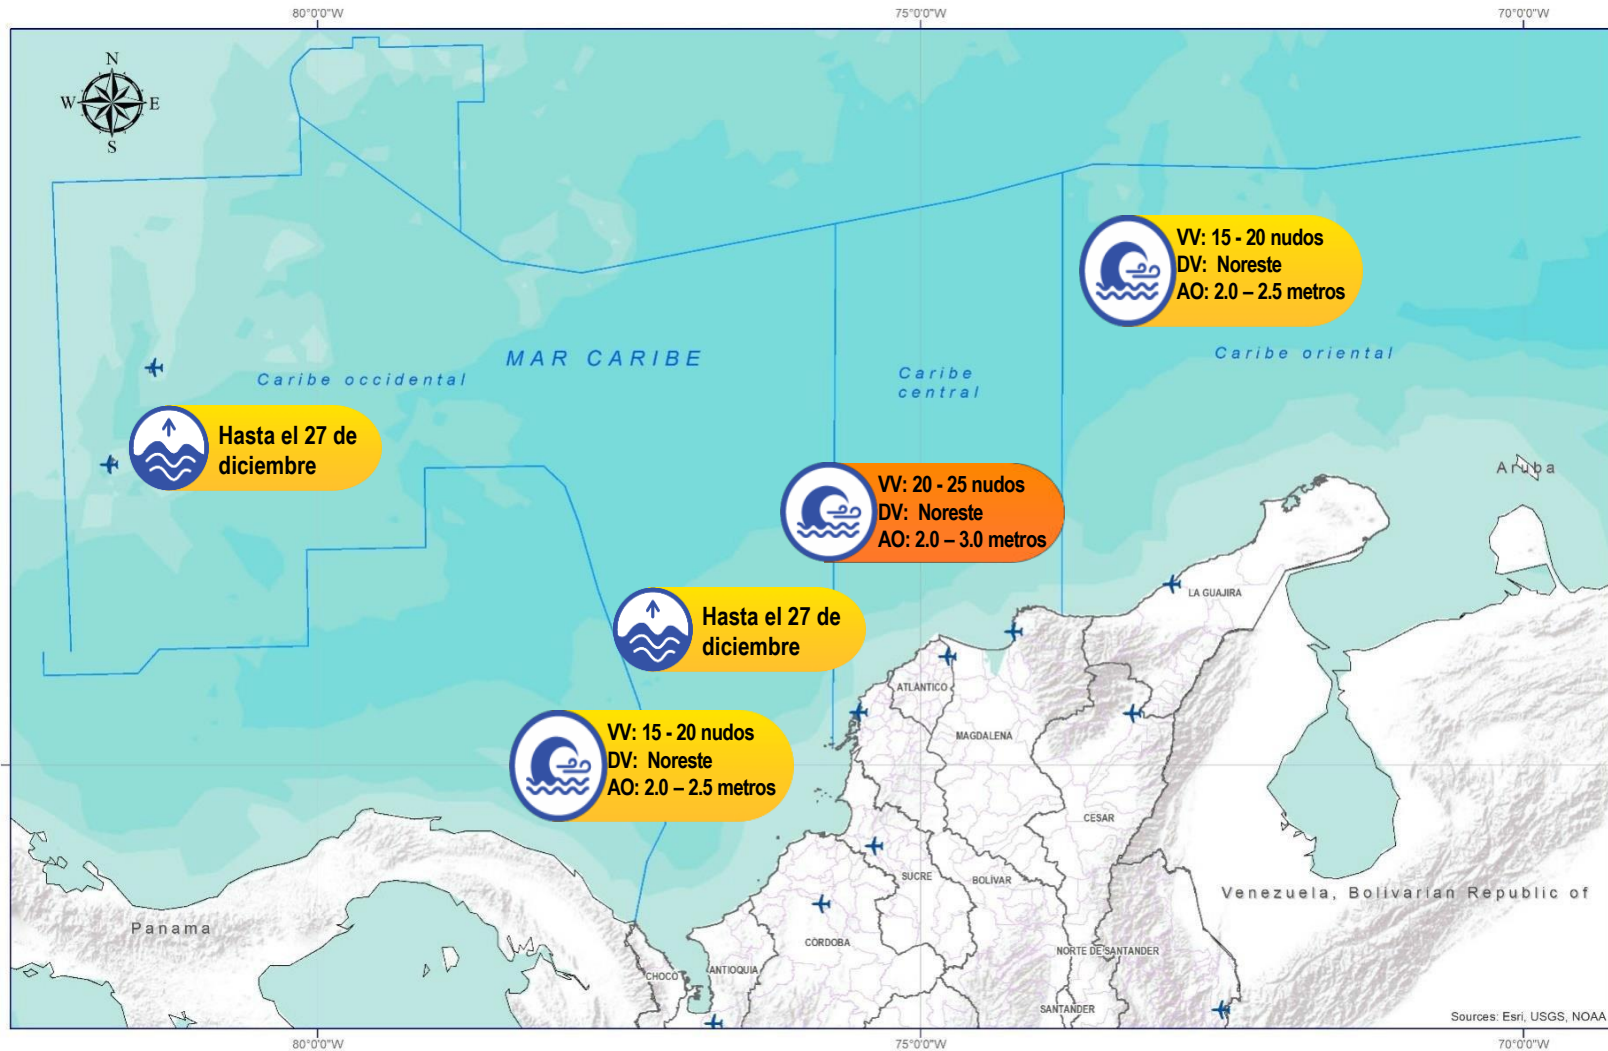 80°0'0"W
75°0'0"W
70°0'0"W
N
W
E
S
VV: 15 - 20 nudos
DV: Noreste
AO: 2.0 – 2.5 metros
MAR CARIBE
Caribe occidental
Caribe
central
Caribe oriental
Hasta el 27 de
diciembre
VV: 20 - 25 nudos
DV: Noreste
AO: 2.0 – 3.0 metros
Aruba
LA GUAJIRA
Hasta el 27 de
diciembre
ATLÁNTICO
MAGDALENA
VV: 15 - 20 nudos
DV: Noreste
AO: 2.0 – 2.5 metros
CESAR
SUCRE
BOLÍVAR
Venezuela, Bolivarian Republic of
Panama
CÓRDOBA
NORTE DE SANTANDER
CHOCÓ
ANTIOQUIA
SANTANDER
Sources: Esri, USGS, NOAA
80°0'0"W
75°0'0"W
70°0'0"W